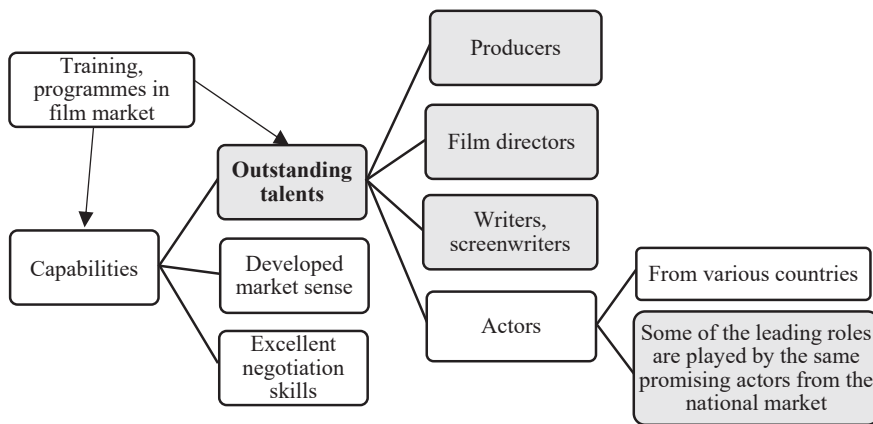 Training,
programmes in
film market
Capabilities
Outstanding
talents
Developed
market sense
Excellent
negotiation
skills
Producers
Film directors
Writers,
screenwriters
Actors
From various countries
Some of the leading roles
are played by the same
promising actors from the
national market